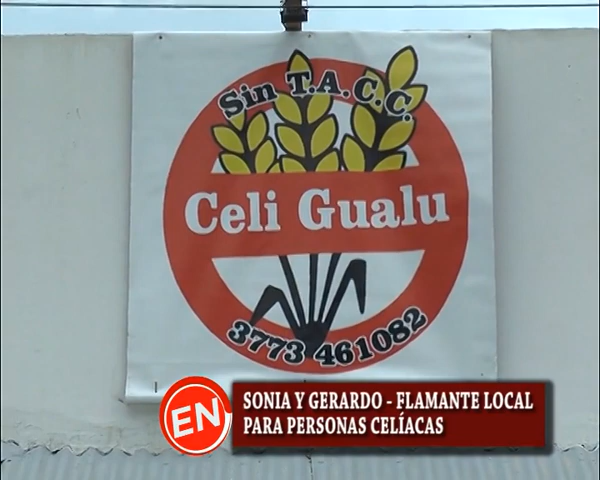 Sin T.A.C.C.
Celi Gualu
3773 461082
EN
SONIA Y GERARDO - FLAMANTE LOCAL
PARA PERSONAS CELÍACAS